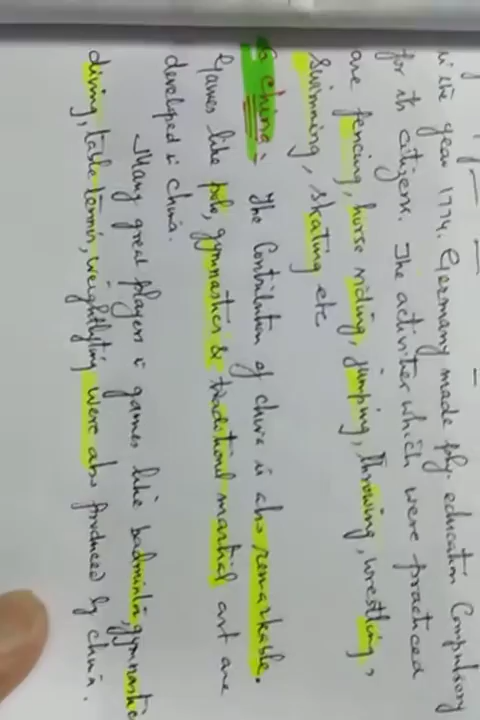 in the year 1774. Germany made phy. education Compulsory
for its citizens. The activities which were practiced
are fencing, horse riding, jumping, Throwing, wrestling,
Swimming, skating etc
China: The Contribution of china is also remarkable.
Games like polo, gymnastics & traditional martial art are
developed in china.
Many great players in games like badminton, gymnastic
diving, table tennis, weightlifting were also produced by china.